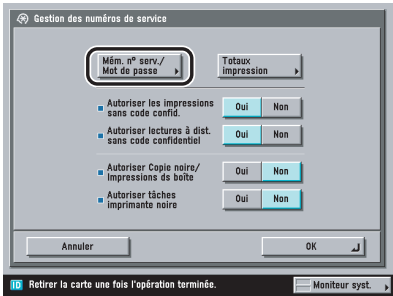 Gestion des numéros de service
Mém. nº serv./
Mot de passe
Totaux
impression
Autoriser les impressions
sans code confid.
Oui Non
Autoriser lectures à dist.
sans code confidentiel
Oui Non
Autoriser Copie noire/
Impressions ds boîte
Oui Non
Autoriser tâches
imprimante noire
Oui Non
Annuler
OK
ID Retirer la carte une fois l'opération terminée.
Moniteur syst.